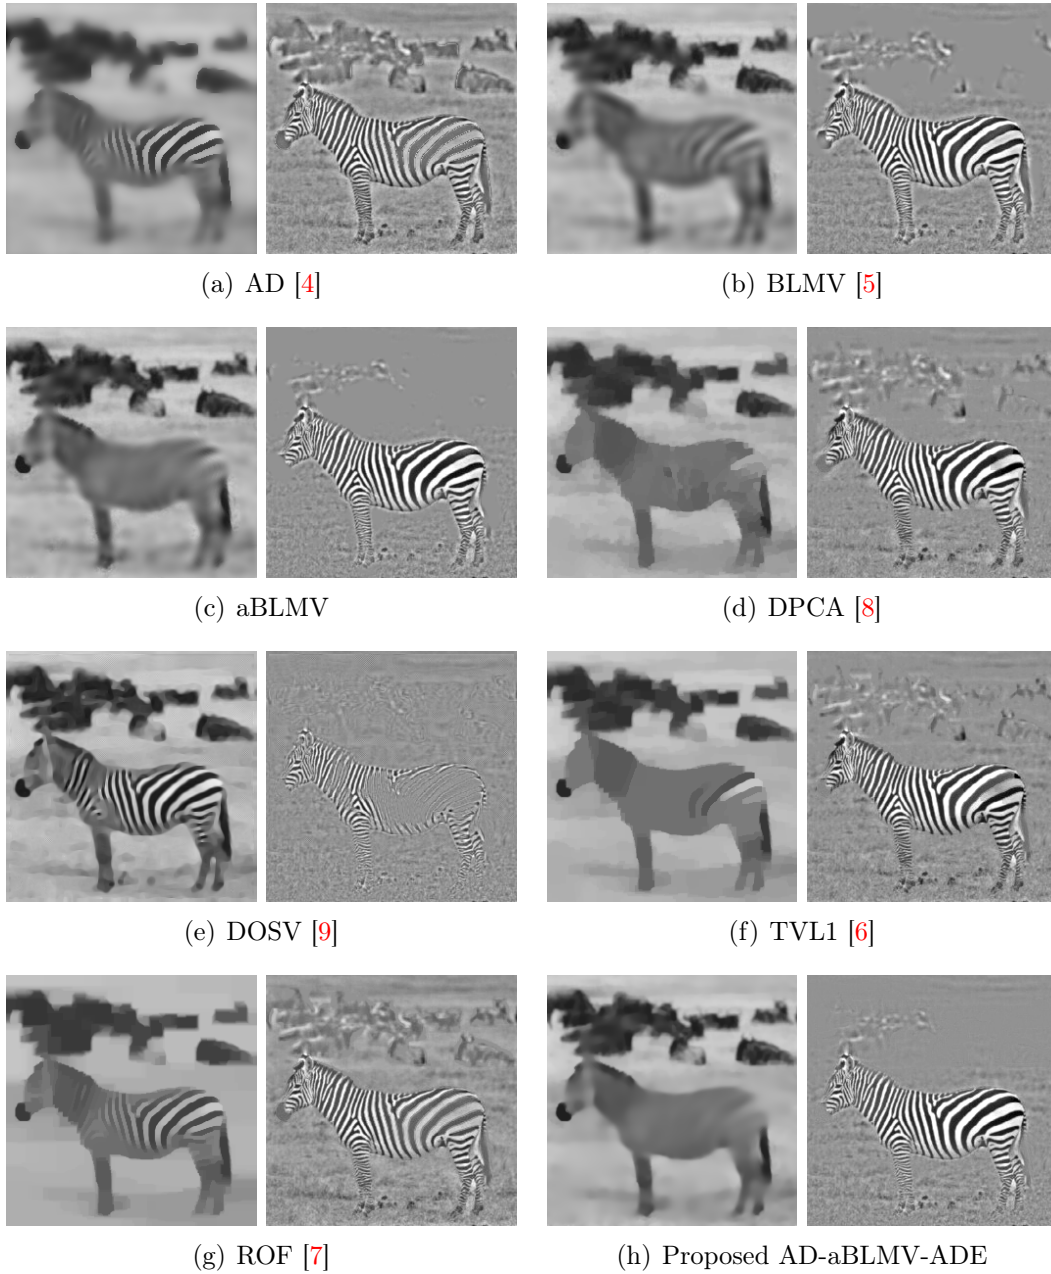 (a) AD [4]
(b) BLMV [5]
(c) aBLMV
(d) DPCA [8]
(e) DOSV [9]
(f) TVL1 [6]
(g) ROF [7]
(h) Proposed AD-aBLMV-ADE